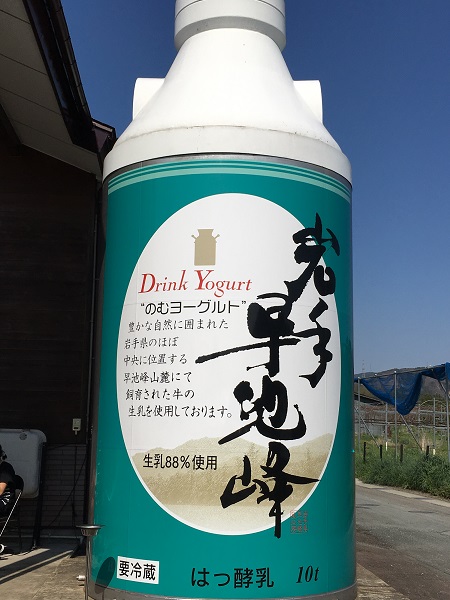 Drink Yogurt
"のむヨーグルト"
豊かな自然に囲まれた
岩手県のほぼ
中央に位置する
早池峰山麓にて
飼育された牛の
生乳を使用しております。
岩手
早池峰
生乳88%使用
要冷蔵
はっ酵乳 10t